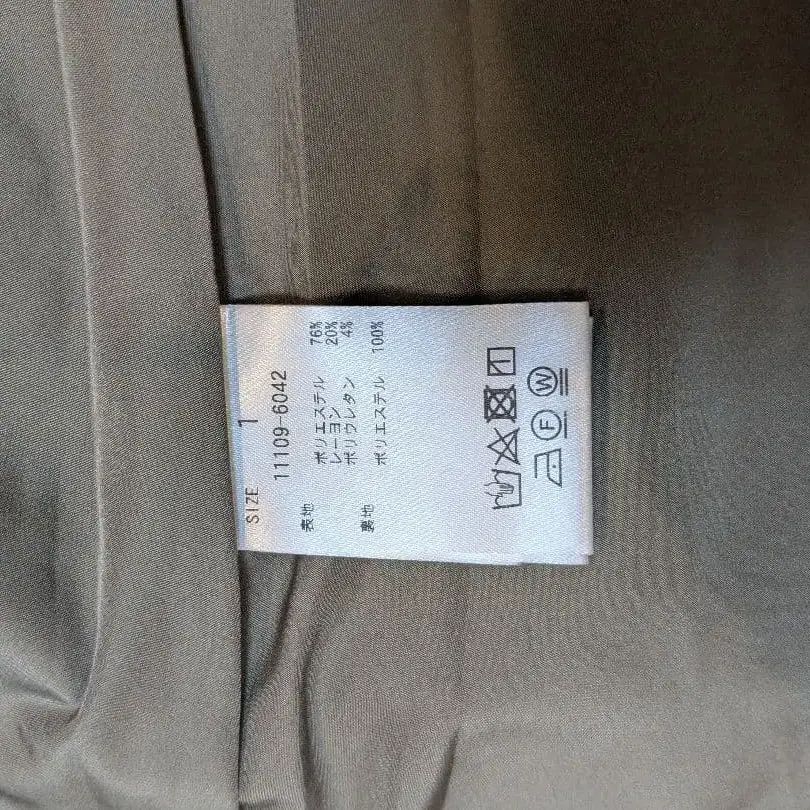 SIZE 1
11109-6042
表地 ポリエステル 76%
レーヨン 20%
ポリウレタン 4%
裏地 ポリエステル 100%
F W